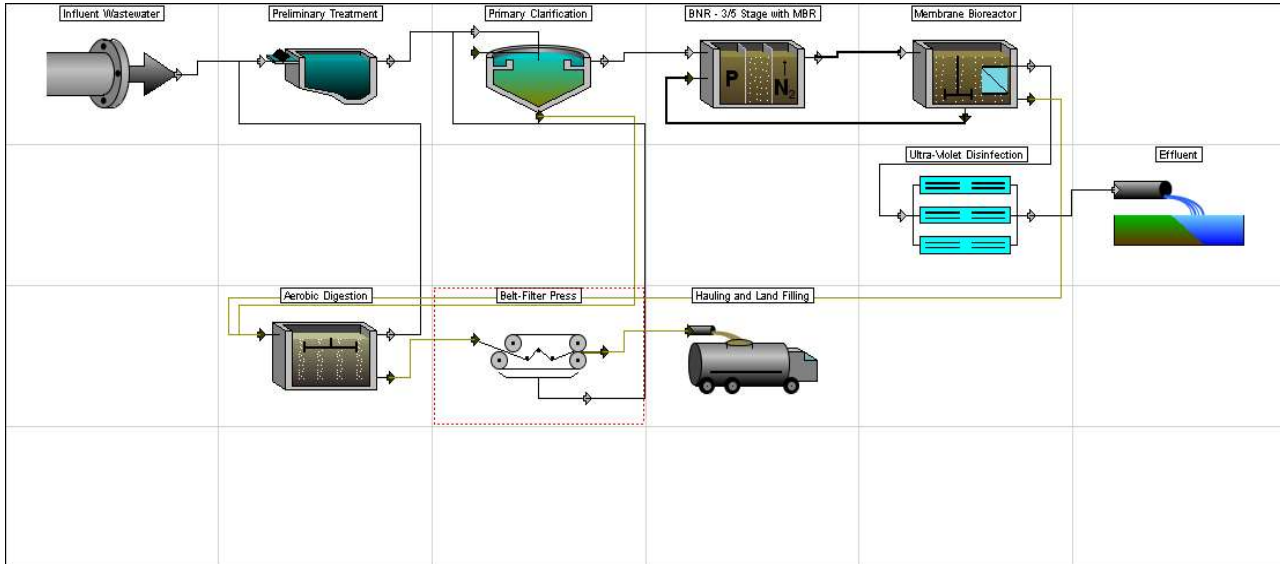 Influent Wastewater
Preliminary Treatment
Primary Clarification
BNR - 3/5 Stage with MBR
Membrane Bioreactor
P
N2
Ultra-Violet Disinfection
Effluent
Aerobic Digestion
Belt-Filter Press
Hauling and Land Filling